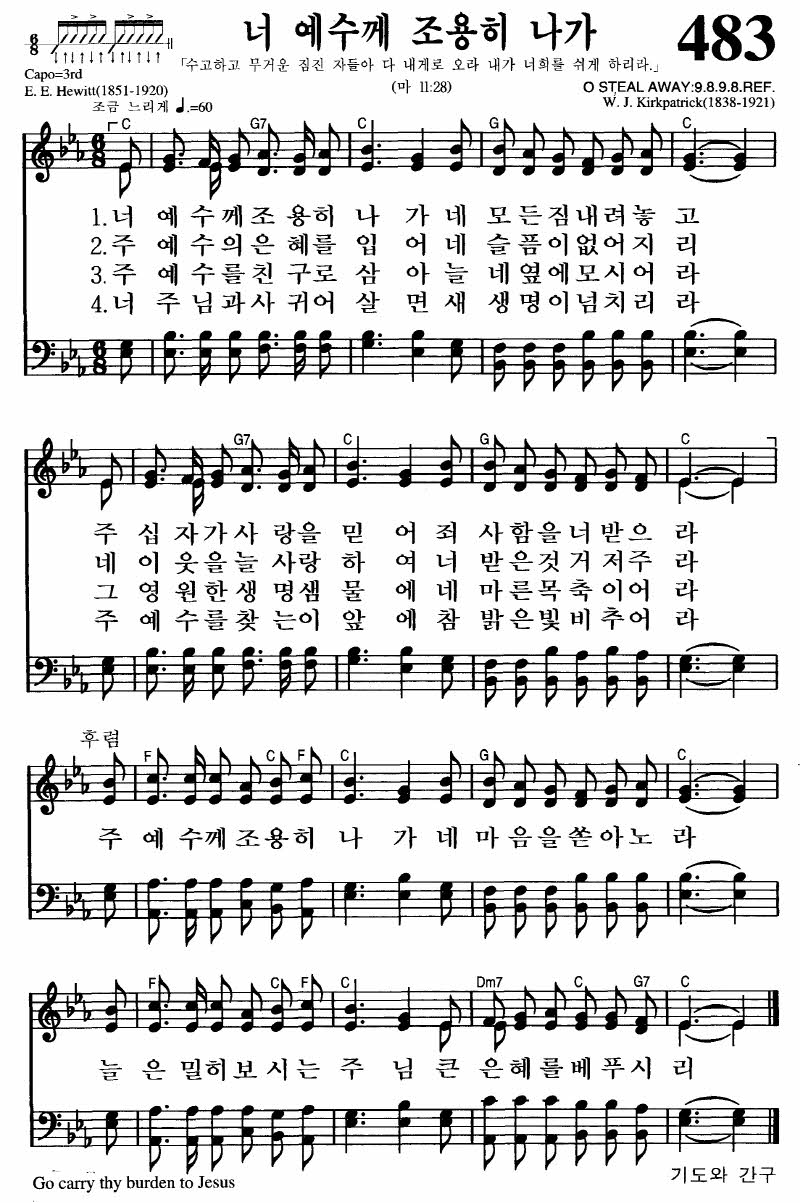 너 예수께 조용히 나가
483
「수고하고 무거운 짐진 자들아 다 내게로 오라 내가 너희를 쉬게 하리라.」
6/8
Capo=3rd
(마 11:28)
O STEAL AWAY:9.8.9.8.REF.
E. E. Hewitt(1851-1920)
W. J. Kirkpatrick(1838-1921)
조금 느리게 ♩.=60
C G7 C G C
1.너 예 수께조 용히 나 가 네 모든짐내려놓 고
2.주 예 수의은 혜를 입 어 네 슬픔이없어지 리
3.주 예 수를친 구로 삼 아 늘 네옆에모시어 라
4.너 주 님과사 귀어 살 면 새 생명이넘치리 라
G7 C G C
주 십 자가사 랑을 믿 어 죄 사함을너받으 라
네 이 웃을늘 사랑 하 여 너 받은것거저주 라
그 영 원한생 명샘 물 에 네 마른목축이어 라
주 예 수를찾 는이 앞 에 참 밝은빛비추어 라
후렴
F C F C G C
주 예 수께조용히 나 가 네 마음을쏟아노 라
F C F C Dm7 C G7 C
늘 은 밀히보시는 주 님 큰 은혜를베푸시 리
Go carry thy burden to Jesus
기도와 간구